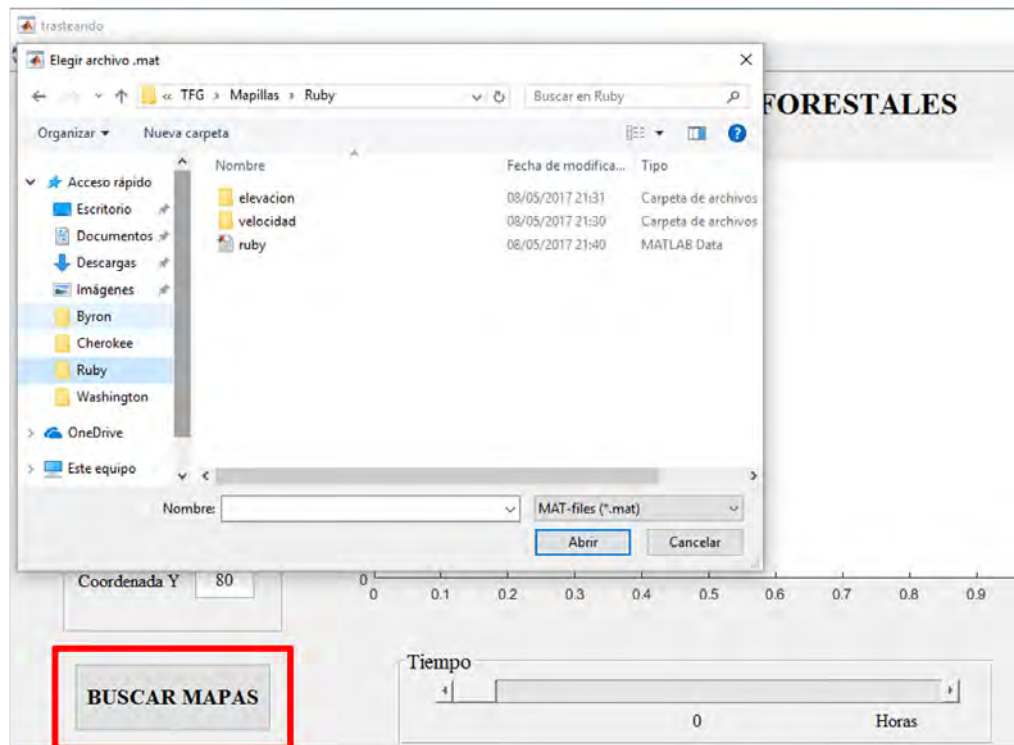 trasteando
Elegir archivo .mat
« TFG › Mapillas › Ruby
Buscar en Ruby
FORESTALES
Organizar
Nueva carpeta
Nombre
Fecha de modifica...
Tipo
Acceso rápido
Escritorio
Documentos
Descargas
Imágenes
Byron
Cherokee
Ruby
Washington
OneDrive
Este equipo
elevacion 08/05/2017 21:31 Carpeta de archivos
velocidad 08/05/2017 21:30 Carpeta de archivos
ruby 08/05/2017 21:40 MATLAB Data
Nombre:
MAT-files (*.mat)
Abrir
Cancelar
Coordenada Y 80
0
0 0.1 0.2 0.3 0.4 0.5 0.6 0.7 0.8 0.9
BUSCAR MAPAS
Tiempo
0 Horas